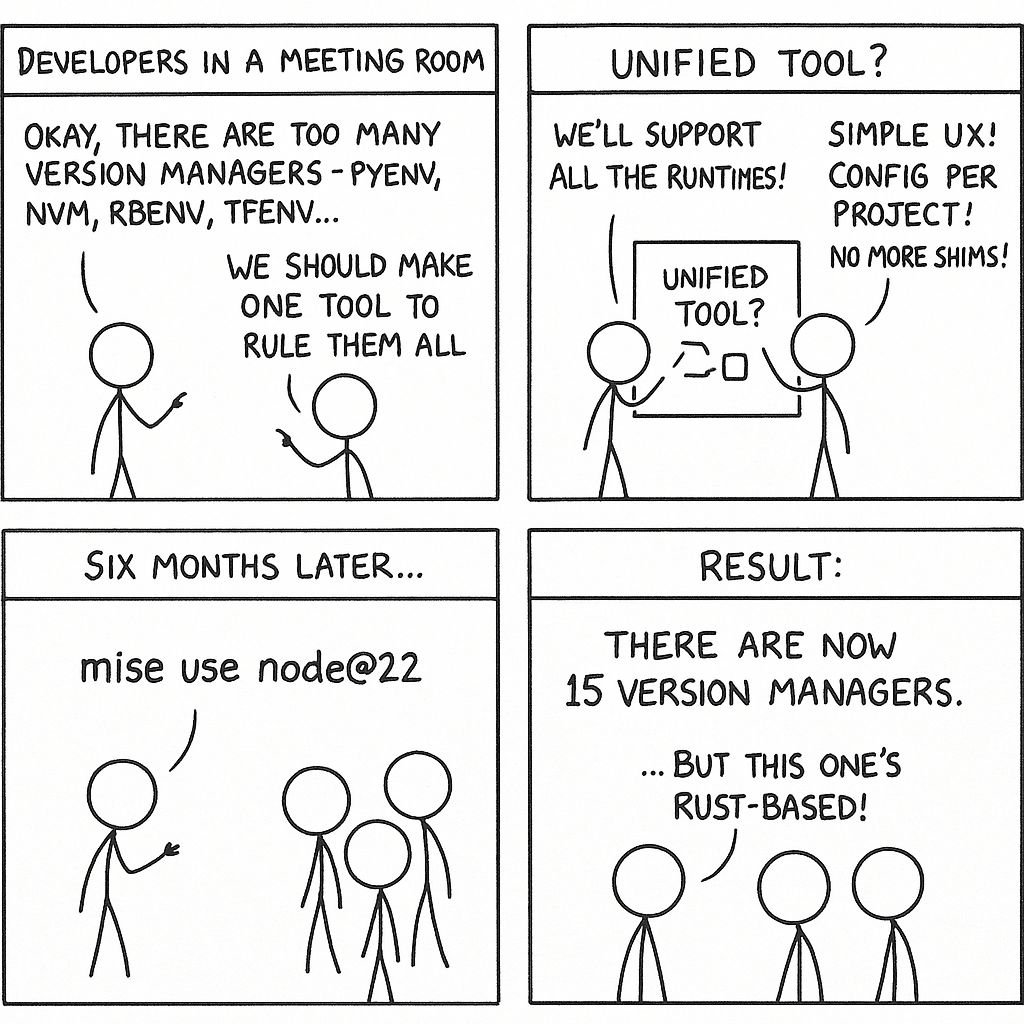 DEVELOPERS IN A MEETING ROOM
OKAY, THERE ARE TOO MANY
VERSION MANAGERS - PYENV,
NVM, RBENV, TFENV...
WE SHOULD MAKE
ONE TOOL TO
RULE THEM ALL
UNIFIED TOOL?
WE'LL SUPPORT
ALL THE RUNTIMES!
SIMPLE UX!
CONFIG PER
PROJECT!
NO MORE SHIMS!
UNIFIED
TOOL?
SIX MONTHS LATER...
mise use node@22
RESULT:
THERE ARE NOW
15 VERSION MANAGERS.
...BUT THIS ONE'S
RUST-BASED!